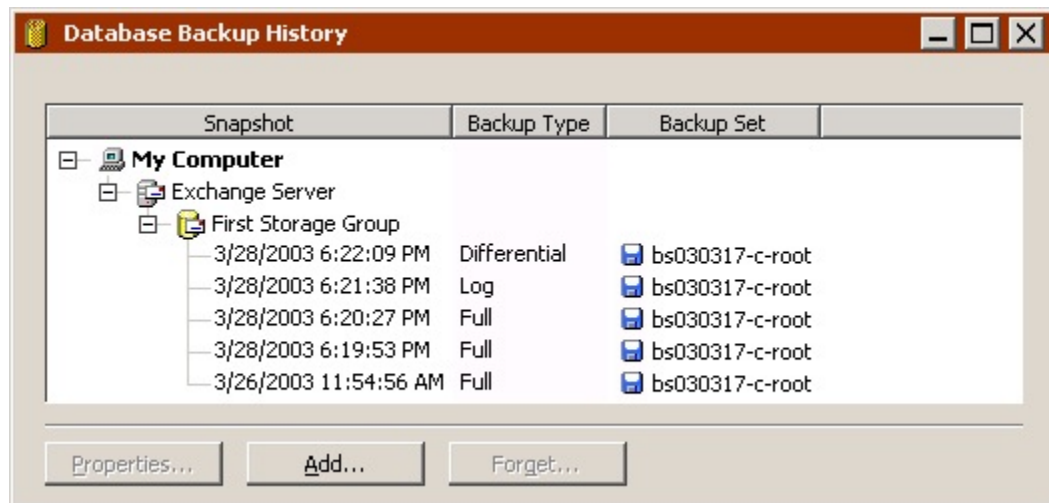 Database Backup History
Snapshot Backup Type Backup Set
My Computer
Exchange Server
First Storage Group
3/28/2003 6:22:09 PM Differential bs030317-c-root
3/28/2003 6:21:38 PM Log bs030317-c-root
3/28/2003 6:20:27 PM Full bs030317-c-root
3/28/2003 6:19:53 PM Full bs030317-c-root
3/26/2003 11:54:56 AM Full bs030317-c-root
Properties... Add... Forget...